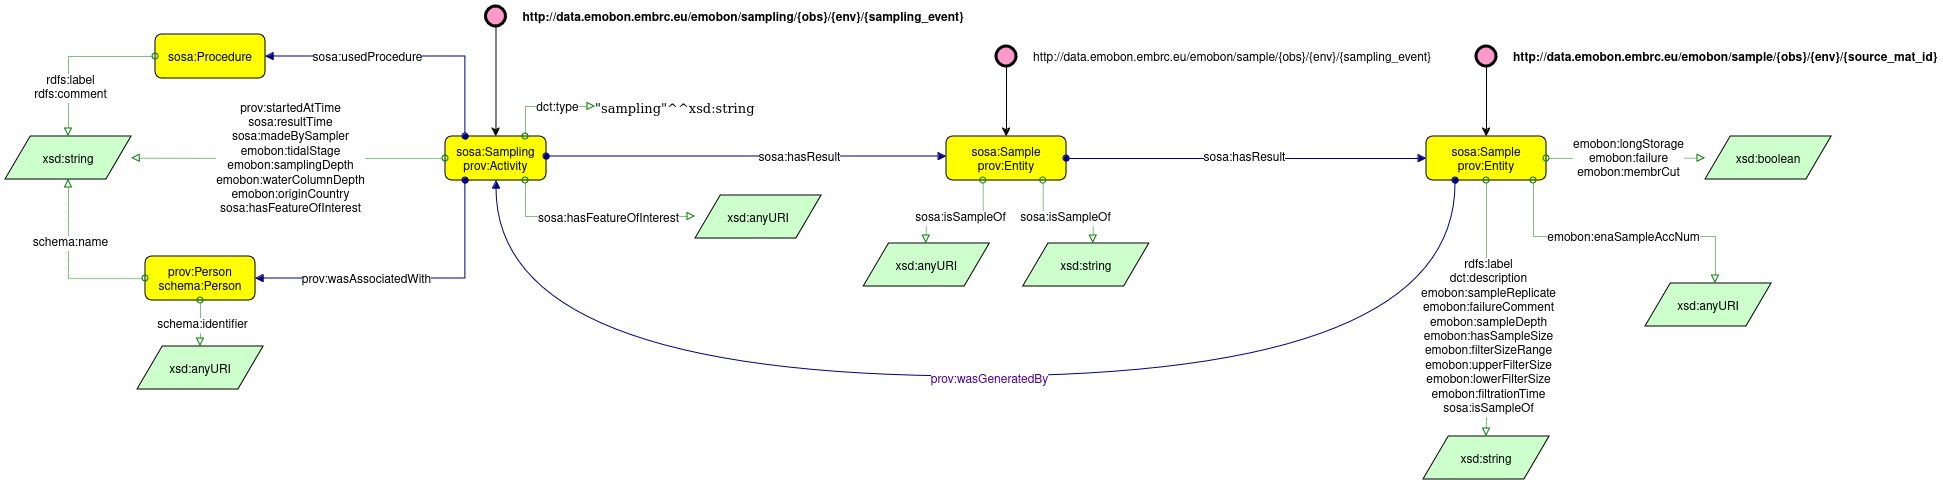 http://data.emobon.embrc.eu/emobon/sampling/{obs}/{env}/{sampling_event}
http://data.emobon.embrc.eu/emobon/sample/{obs}/{env}/{sampling_event}
http://data.emobon.embrc.eu/emobon/sample/{obs}/{env}/{source_mat_id}
sosa:Procedure
sosa:usedProcedure
rdfs:label
rdfs:comment
prov:startedAtTime
sosa:resultTime
sosa:madeBySampler
emobon:tidalStage
emobon:samplingDepth
emobon:waterColumnDepth
emobon:originCountry
sosa:hasFeatureOfInterest
xsd:string
dct:type
"sampling"^^xsd:string
sosa:Sampling
prov:Activity
sosa:hasResult
sosa:Sample
prov:Entity
sosa:hasResult
sosa:Sample
prov:Entity
emobon:longStorage
emobon:failure
emobon:membrCut
xsd:boolean
sosa:hasFeatureOfInterest
xsd:anyURI
sosa:isSampleOf
sosa:isSampleOf
xsd:anyURI
xsd:string
emobon:enaSampleAccNum
xsd:anyURI
schema:name
prov:Person
schema:Person
prov:wasAssociatedWith
schema:identifier
xsd:anyURI
prov:wasGeneratedBy
rdfs:label
dct:description
emobon:sampleReplicate
emobon:failureComment
emobon:sampleDepth
emobon:hasSampleSize
emobon:filterSizeRange
emobon:upperFilterSize
emobon:lowerFilterSize
emobon:filtrationTime
sosa:isSampleOf
xsd:string